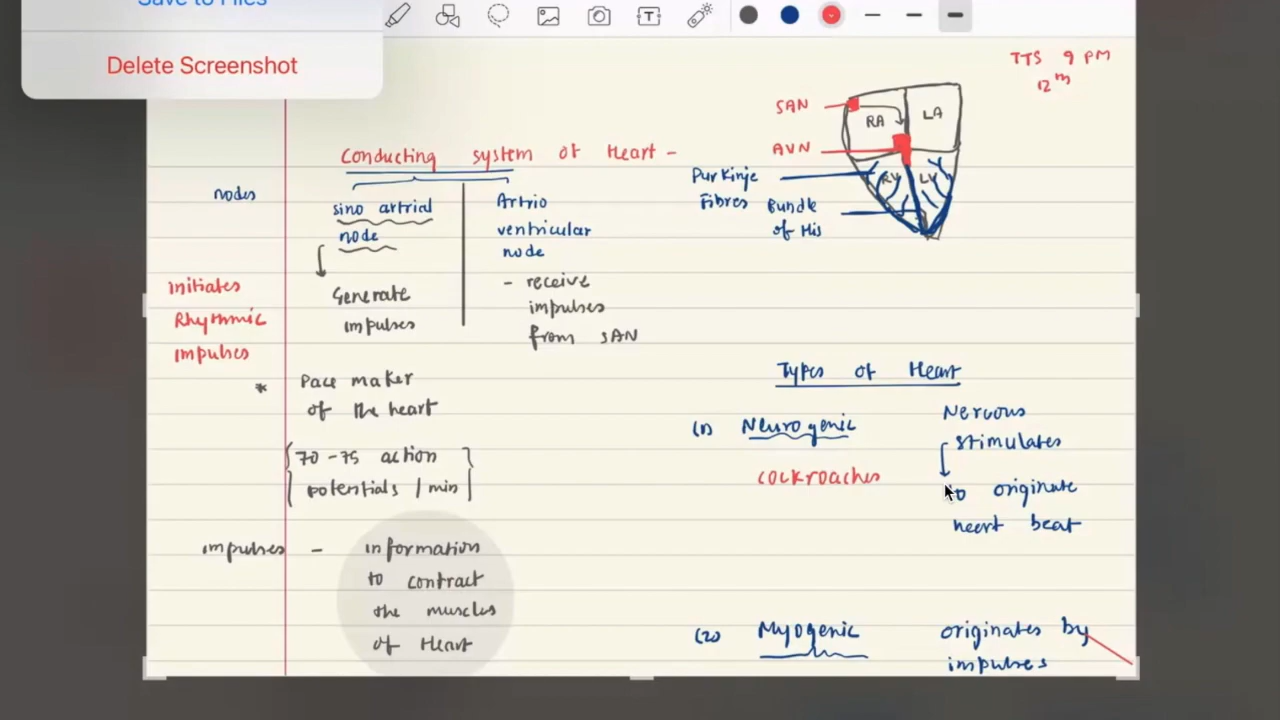 Save to Files
Delete Screenshot
TTS 9 PM
12th
SAN
RA
LA
AVN
Purkinje
Fibres
RV
LV
Bundle
of His
Conducting system of Heart -
nodes
sino artrial
node
Generate
impulses
Artrio
ventricular
node
- receive
impulses
from SAN
initiates
Rhythmic
impulses
* Pace maker
of the heart
70-75 action
potentials / min
impulses - information
to contract
the muscles
of Heart
Types of Heart
(1) Neurogenic
cockroaches
Nervous
stimulates
to originate
heert beat
(2) Myogenic
originates by
impulses